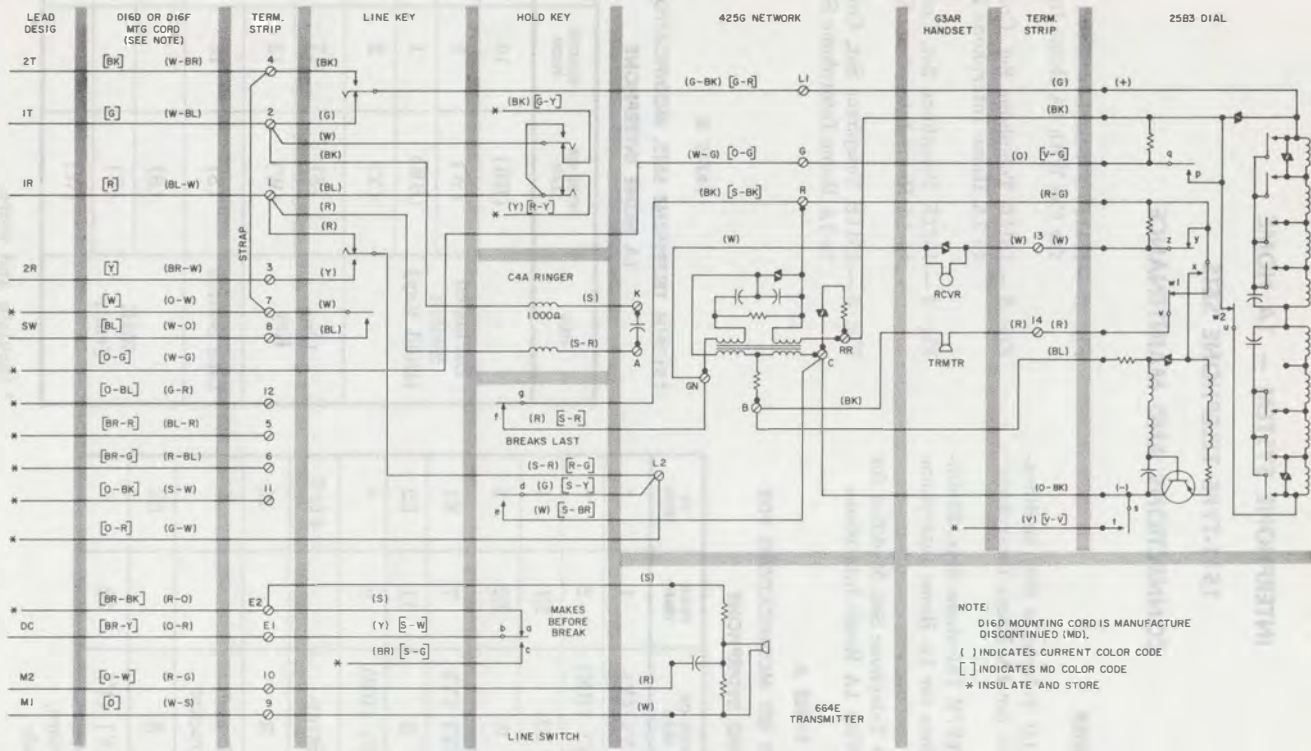 LEAD DESIG
D16D OR D16F MTG CORD (SEE NOTE)
TERM. STRIP
LINE KEY
HOLD KEY
425G NETWORK
G3AR HANDSET
TERM. STRIP
25B3 DIAL
2T [BK] (W-BR) 4 (BK) (G-BK) [G-R] L1 (G) (+)
(BK) [G-Y] (BK)
1T [G] (W-BL) 2 (G)
(W) (W-G) [O-G] G (O) [V-G] q
(BK) p
1R [R] (BL-W) 1 (BL) (BK) [S-BK] R (R-G)
(R) (Y) [R-Y]
(R) (W) (W) 13 (W) z y
STRAP
2R [Y] (BR-W) 3 (Y) C4A RINGER RCVR x
* [W] (O-W) 7 (W) (S) K w1
1000Ω v w2
SW [BL] (W-O) 8 (BL) (R) 14 (R) u
(S-R) A RR TRMTR
* [O-G] (W-G) (BL)
C
GN
* [O-BL] (G-R) 12 g B (BK)
f (R) [S-R]
* [BR-R] (BL-R) 5 BREAKS LAST
* [BR-G] (R-BL) 6 (S-R) [R-G] L2
d (G) [S-Y]
* [O-BK] (S-W) 11 (O-BK) (-)
e (W) [S-BR] s
* (V) [V-V] t
* [O-R] (G-W)
(S)
* [BR-BK] (R-O) E2 (S) MAKES BEFORE BREAK
DC [BR-Y] (O-R) E1 (Y) [S-W] b a
c
* (BR) [S-G]
M2 [O-W] (R-G) 10 (R)
M1 [O] (W-S) 9 (W)
664E TRANSMITTER
LINE SWITCH
NOTE
D16D MOUNTING CORD IS MANUFACTURE
DISCONTINUED (MD).
( ) INDICATES CURRENT COLOR CODE
[ ] INDICATES MD COLOR CODE
* INSULATE AND STORE